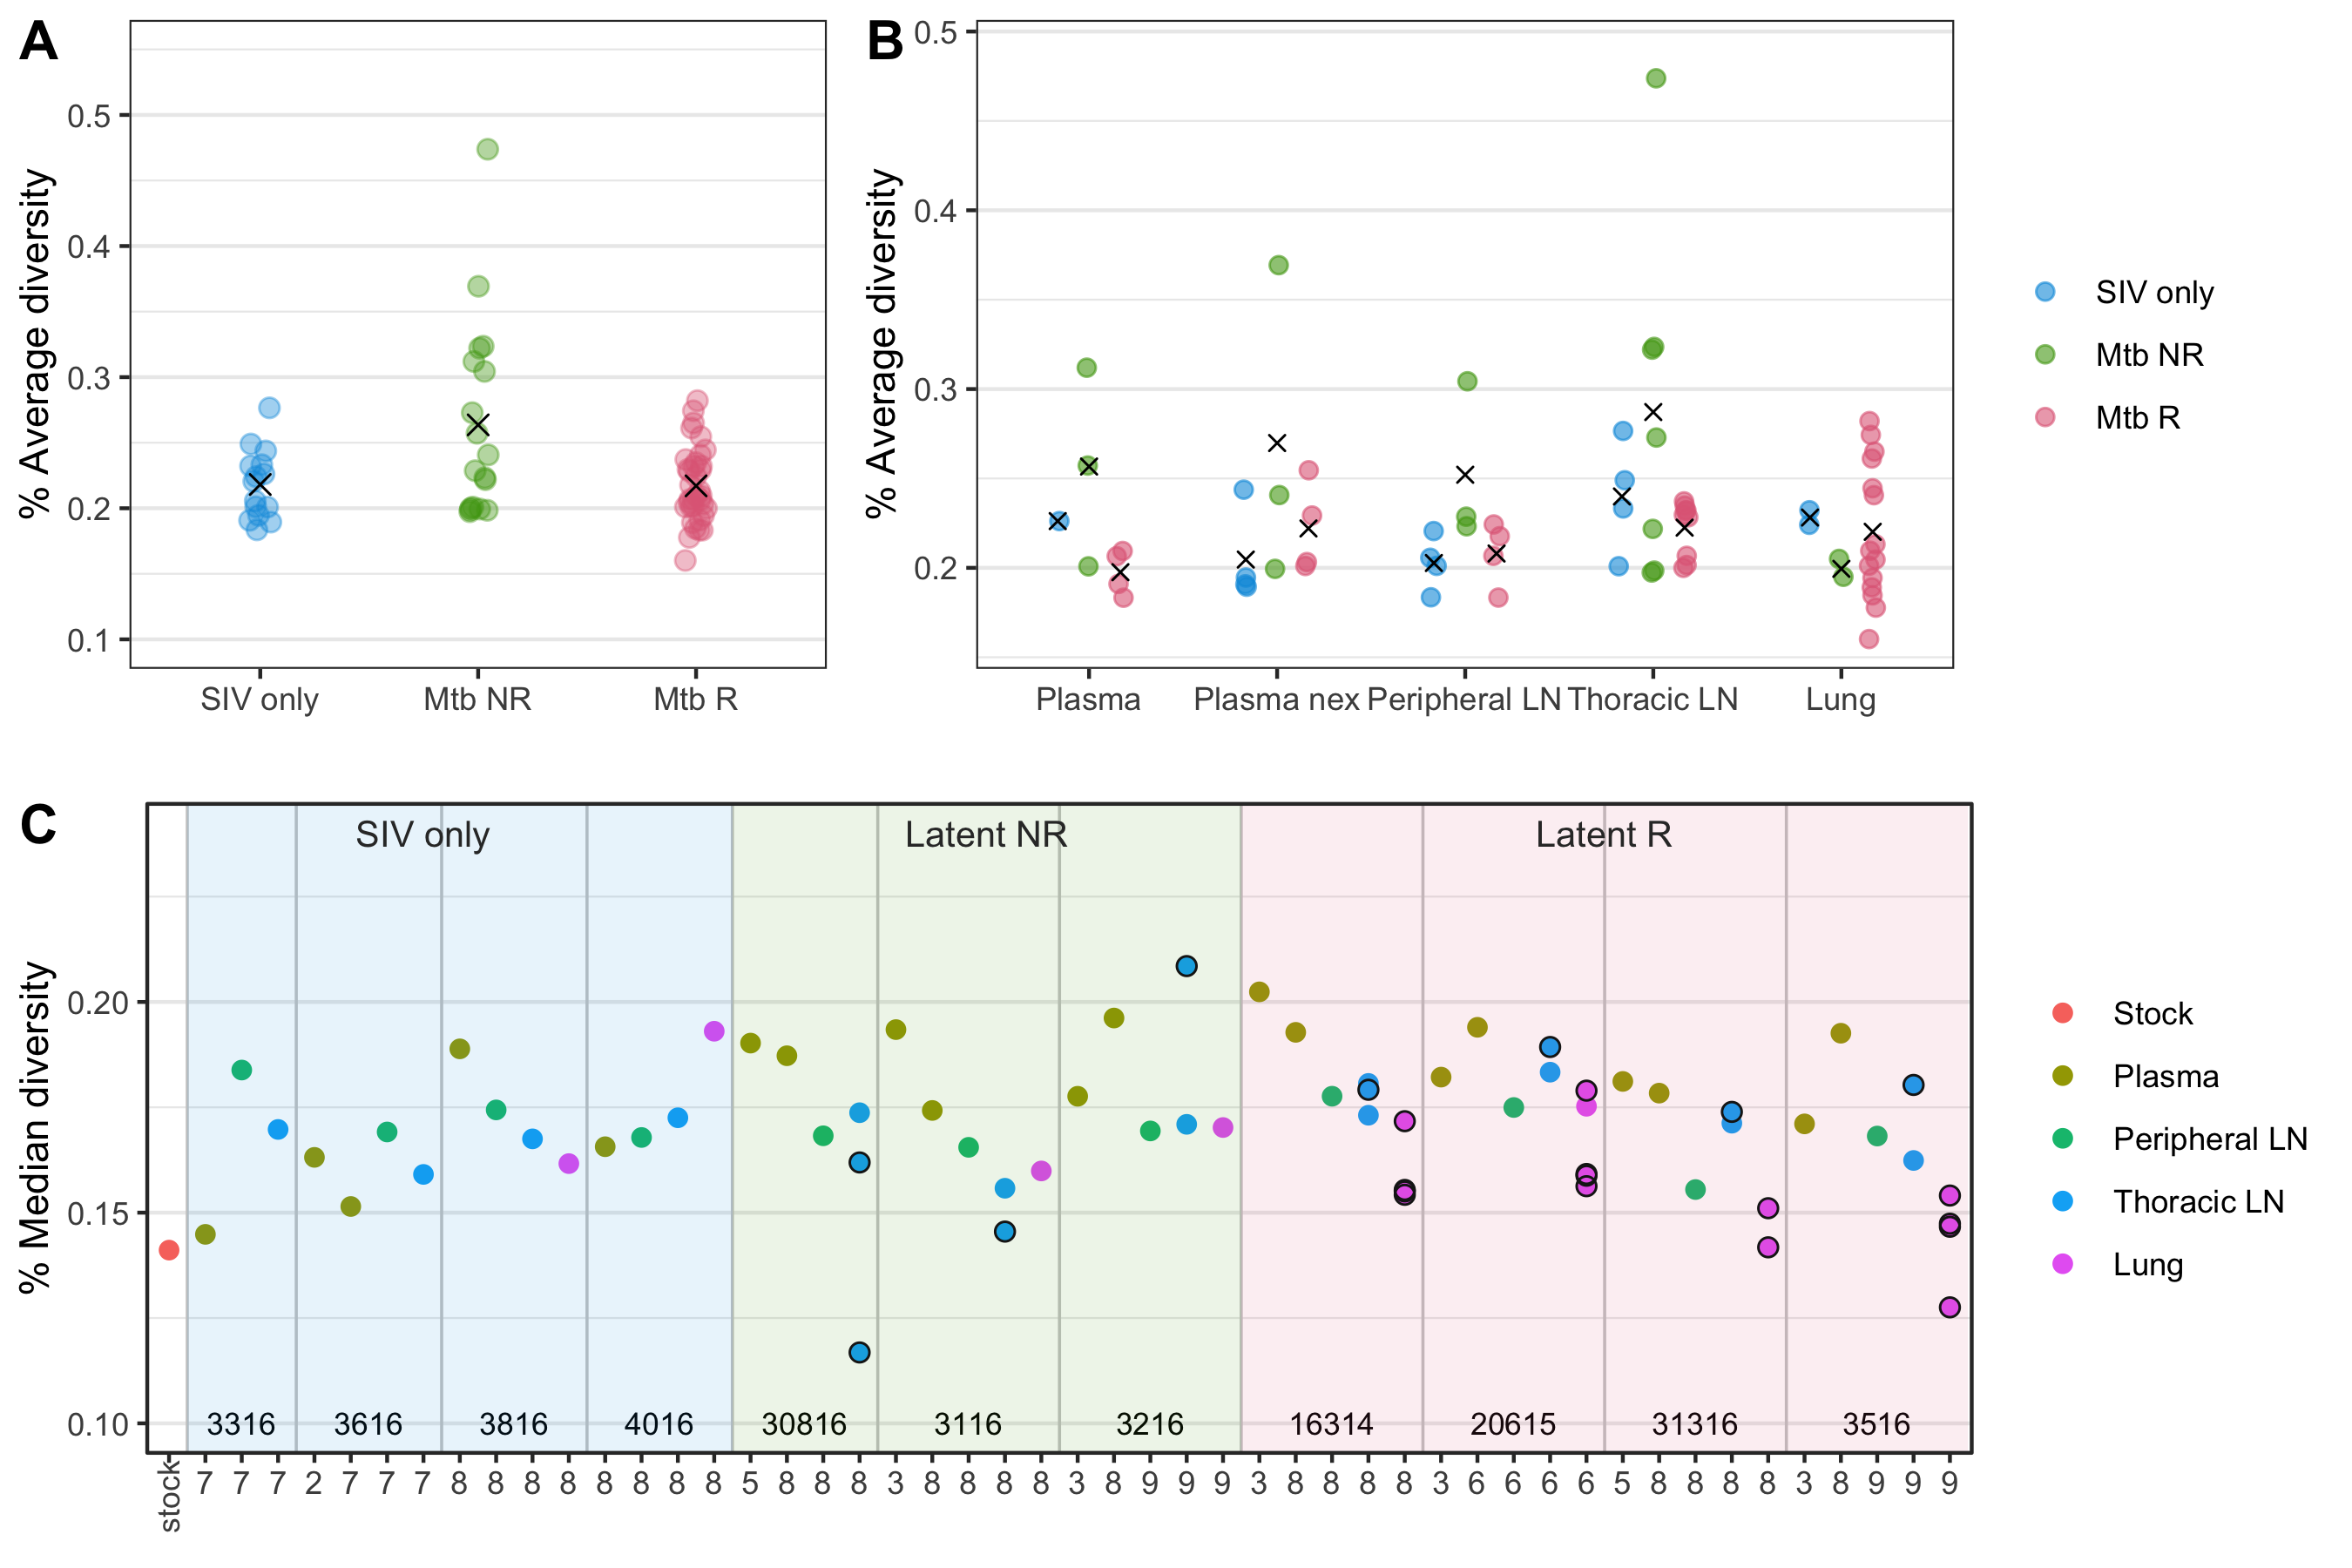 A
% Average diversity
0.5
0.4
0.3
0.2
0.1
SIV only Mtb NR Mtb R
B
% Average diversity
0.5
0.4
0.3
0.2
Plasma Plasma nex Peripheral LN Thoracic LN Lung
SIV only
Mtb NR
Mtb R
C
% Median diversity
SIV only Latent NR Latent R
0.20
0.15
0.10
3316 3616 3816 4016 30816 3116 3216 16314 20615 31316 3516
stock 7 7 7 2 7 7 7 8 8 8 8 8 8 8 8 5 8 8 8 3 8 8 8 8 3 8 9 9 9 3 8 8 8 8 3 6 6 6 6 5 8 8 8 8 3 8 9 9 9
Stock
Plasma
Peripheral LN
Thoracic LN
Lung